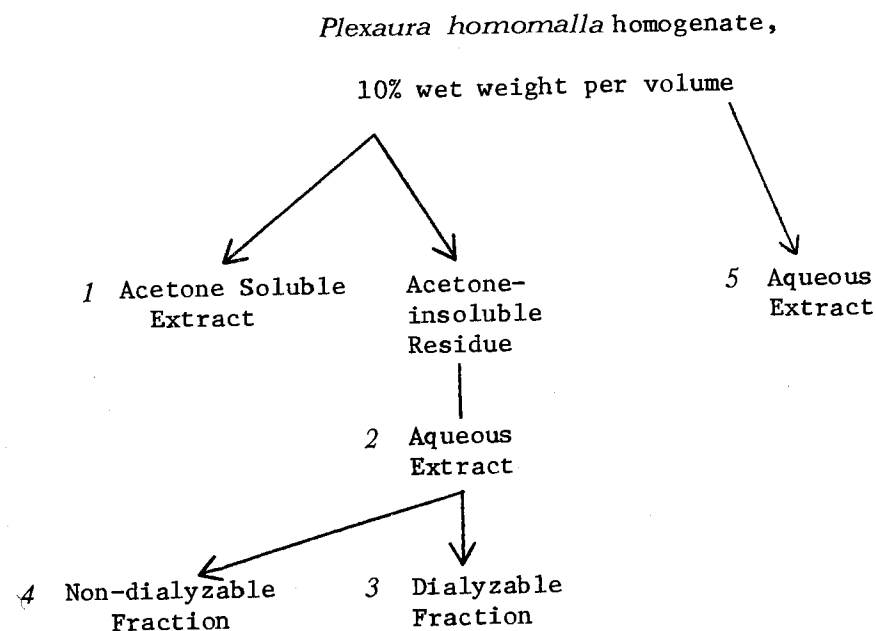 Plexaura homomalla homogenate,
10% wet weight per volume
1 Acetone Soluble
Extract
Acetone-
insoluble
Residue
5 Aqueous
Extract
2 Aqueous
Extract
4 Non-dialyzable
Fraction
3 Dialyzable
Fraction